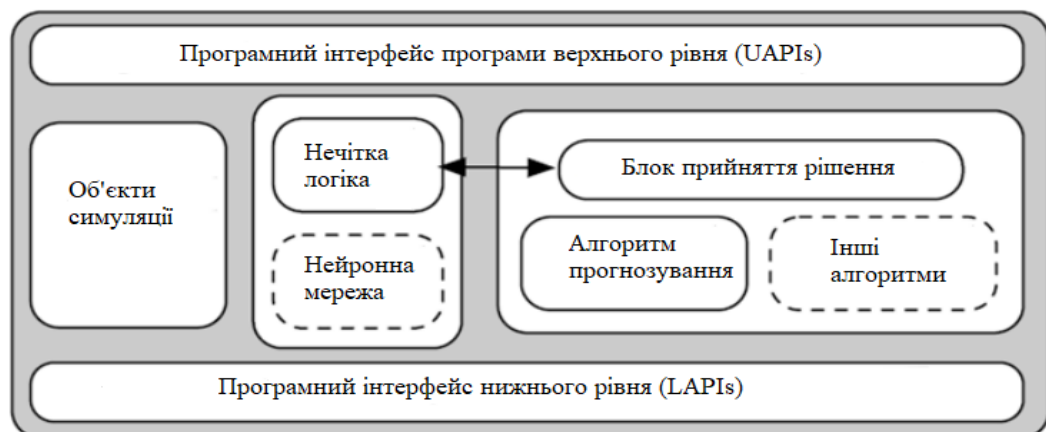 Програмний інтерфейс програми верхнього рівня (UAPIs)
Об'єкти
симуляції
Нечітка
логіка
Нейронна
мережа
Блок прийняття рішення
Алгоритм
прогнозування
Інші
алгоритми
Програмний інтерфейс нижнього рівня (LAPIs)